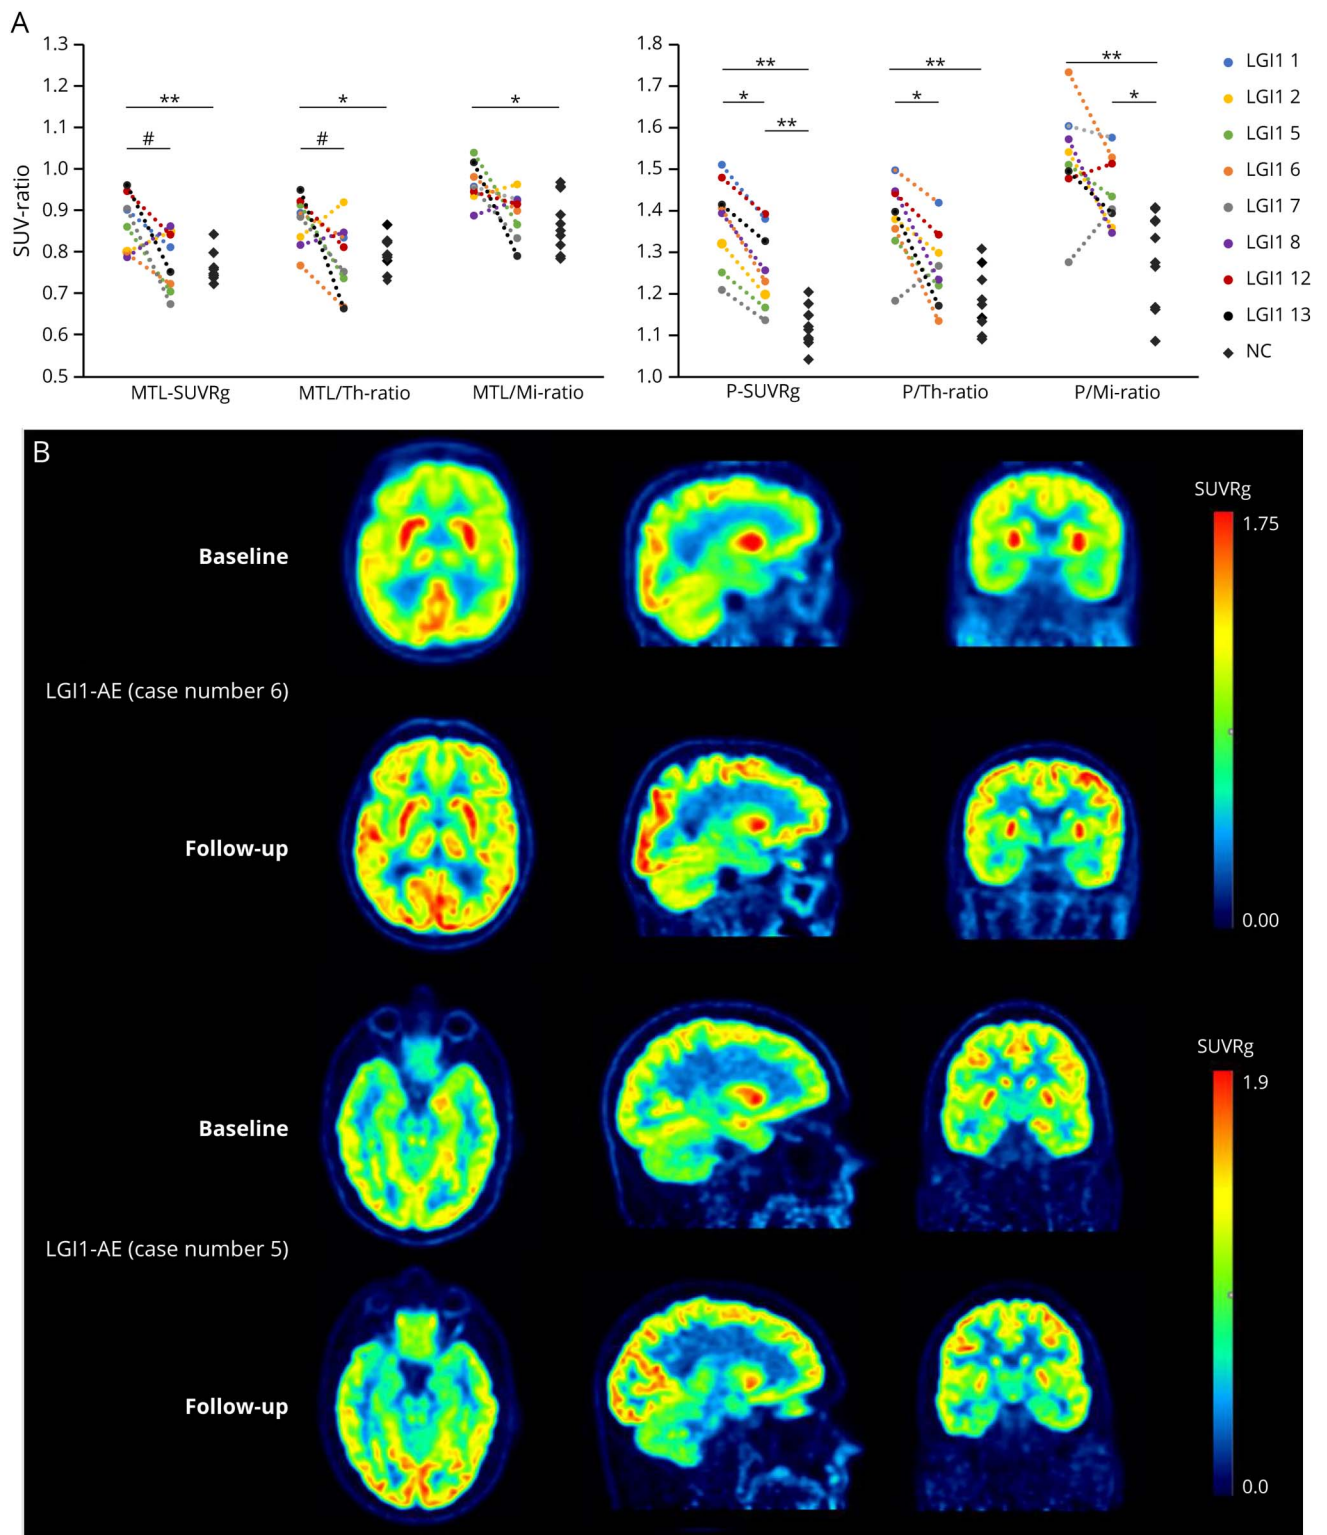 A
1.3
1.2
1.1
1.0
0.9
0.8
0.7
0.6
0.5
SUV-ratio
**
#
*
#
*
MTL-SUVRg
MTL/Th-ratio
MTL/Mi-ratio
1.8
1.7
1.6
1.5
1.4
1.3
1.2
1.1
1.0
**
*
**
**
*
**
*
P-SUVRg
P/Th-ratio
P/Mi-ratio
LGI1 1
LGI1 2
LGI1 5
LGI1 6
LGI1 7
LGI1 8
LGI1 12
LGI1 13
NC
B
Baseline
LGI1-AE (case number 6)
Follow-up
SUVRg
1.75
0.00
Baseline
LGI1-AE (case number 5)
Follow-up
SUVRg
1.9
0.0